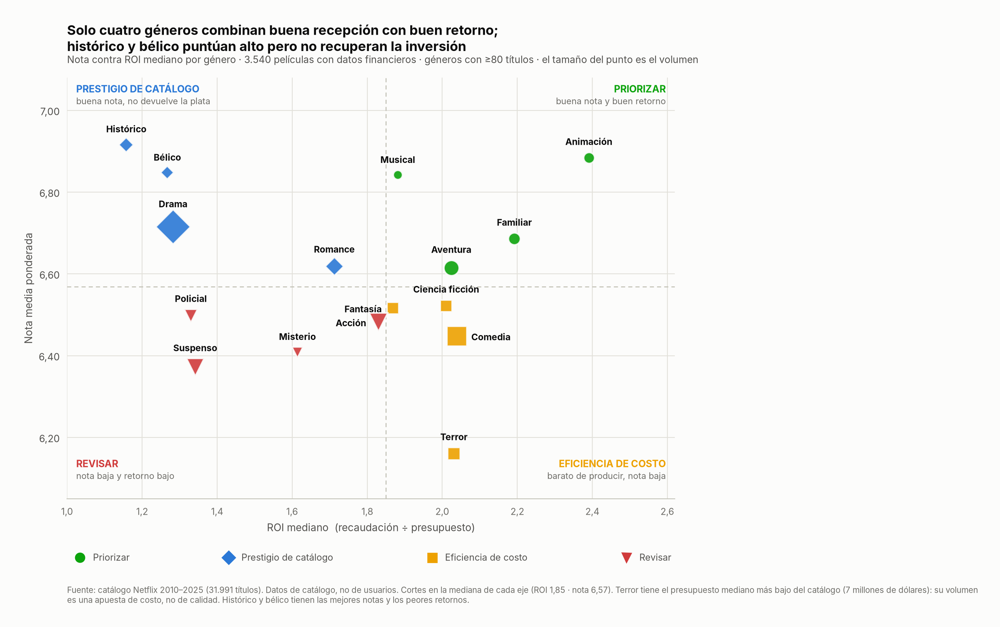 Solo cuatro géneros combinan buena recepción con buen retorno;
histórico y bélico puntúan alto pero no recuperan la inversión
Nota contra ROI mediano por género · 3.540 películas con datos financieros · géneros con ≥80 títulos · el tamaño del punto es el volumen
PRESTIGIO DE CATÁLOGO
buena nota, no devuelve la plata
PRIORIZAR
buena nota y buen retorno
7,00
6,80
6,60
6,40
6,20
Nota media ponderada
Histórico
Bélico
Drama
Romance
Musical
Animación
Familiar
Aventura
Ciencia ficción
Policial
Fantasía
Acción
Misterio
Suspenso
Comedia
Terror
REVISAR
nota baja y retorno bajo
EFICIENCIA DE COSTO
barato de producir, nota baja
1,0 1,2 1,4 1,6 1,8 2,0 2,2 2,4 2,6
ROI mediano (recaudación ÷ presupuesto)
Priorizar Prestigio de catálogo Eficiencia de costo Revisar
Fuente: catálogo Netflix 2010–2025 (31.991 títulos). Datos de catálogo, no de usuarios. Cortes en la mediana de cada eje (ROI 1,85 · nota 6,57). Terror tiene el presupuesto mediano más bajo del catálogo (7 millones de dólares): su volumen
es una apuesta de costo, no de calidad. Histórico y bélico tienen las mejores notas y los peores retornos.